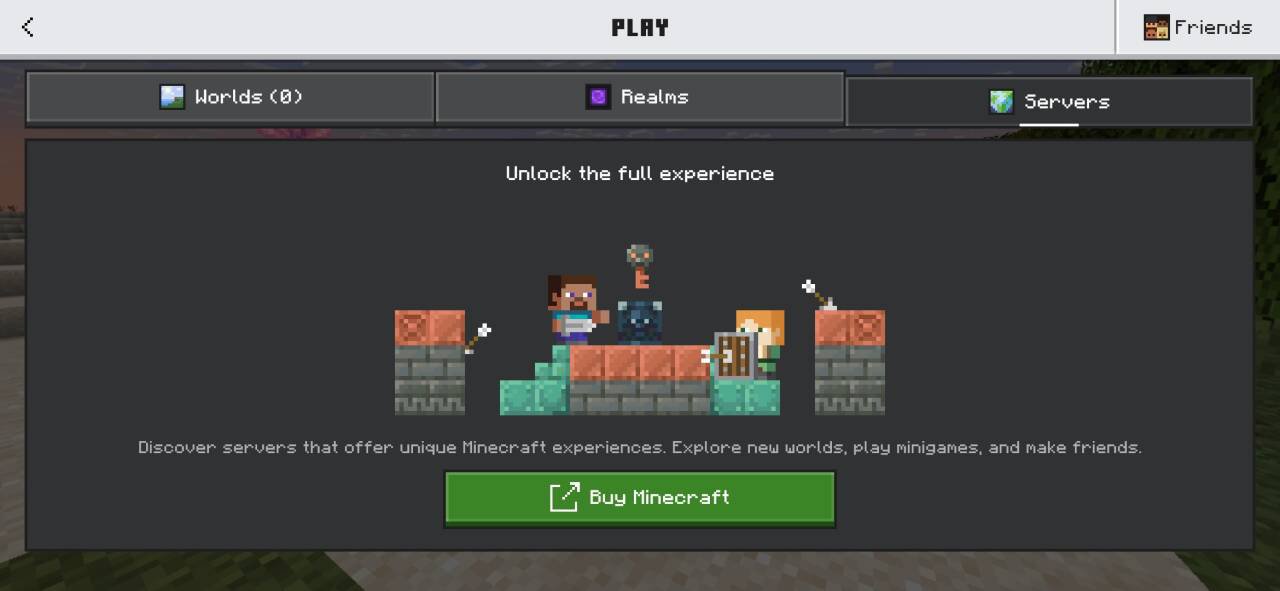 PLAY
Friends
Worlds (0)
Realms
Servers
Unlock the full experience
Discover servers that offer unique Minecraft experiences. Explore new worlds, play minigames, and make friends.
Buy Minecraft